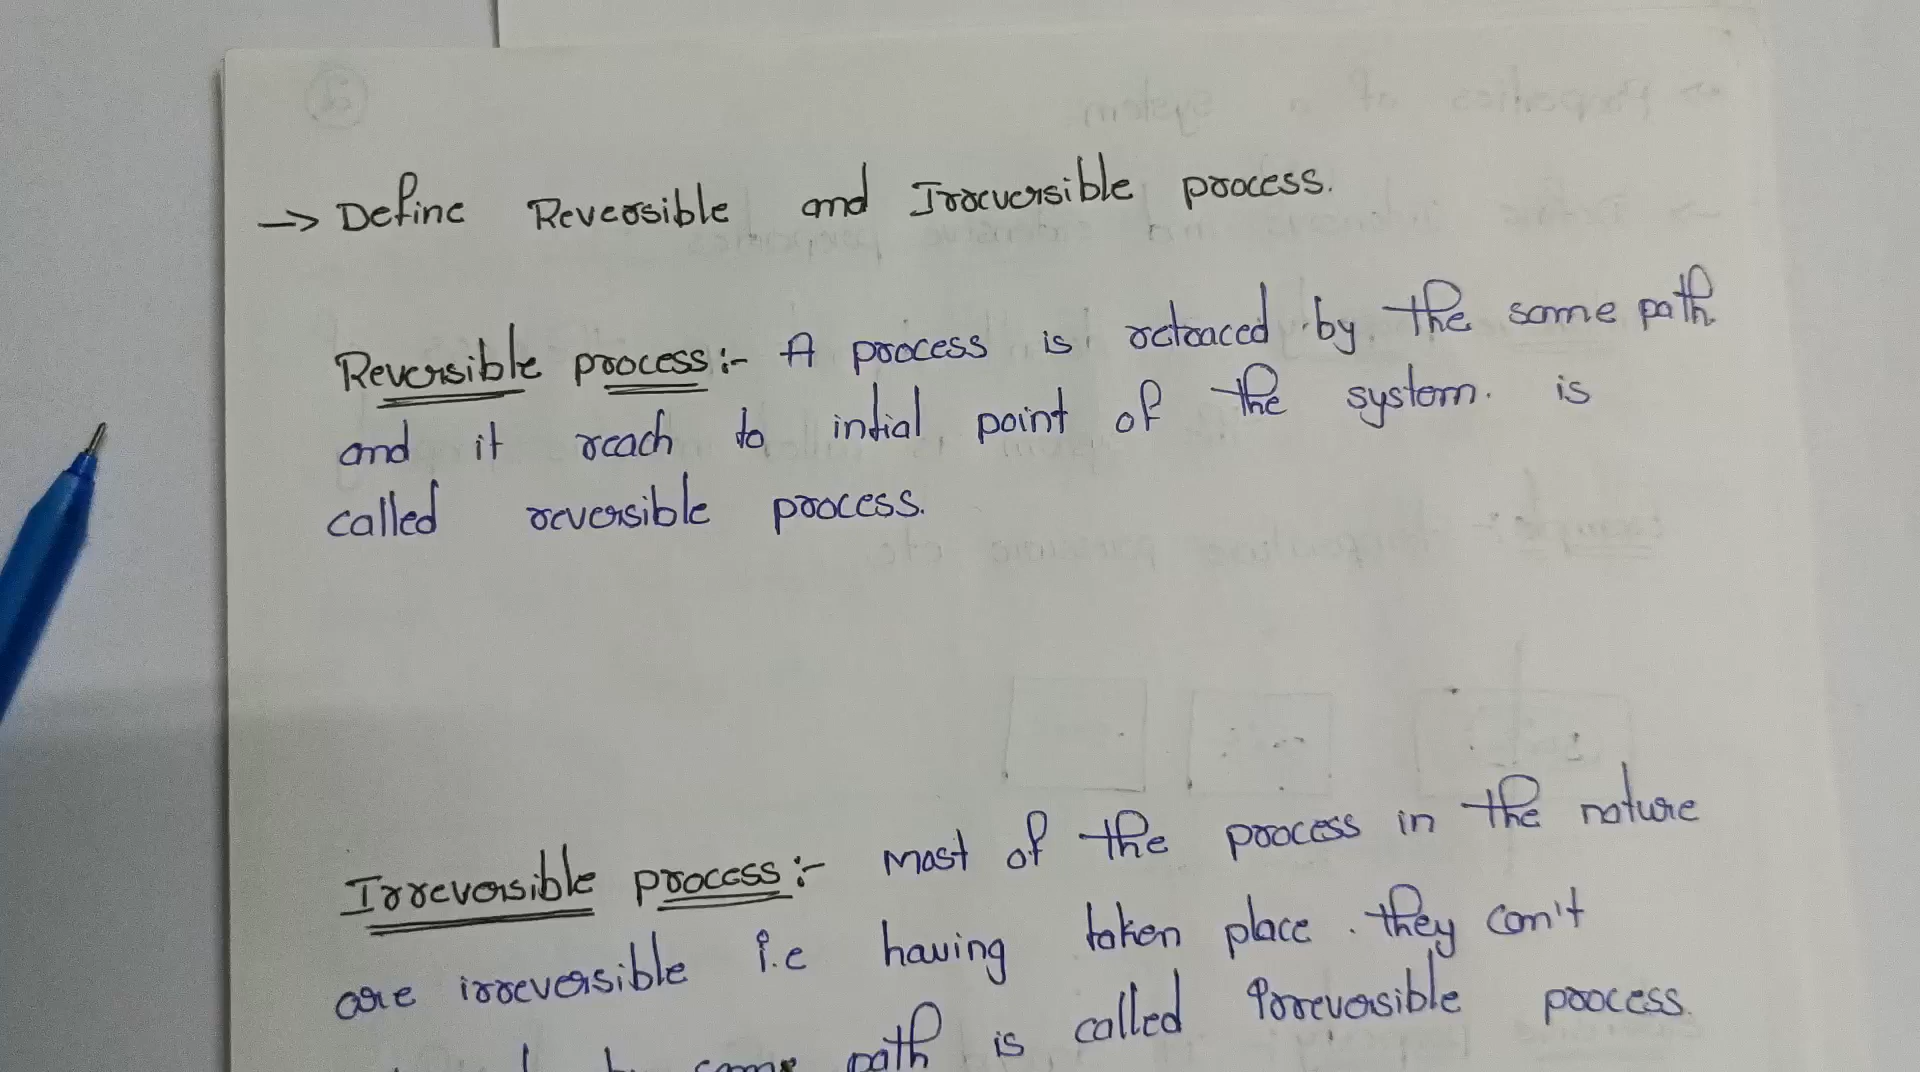 → Define Reversible and Irreversible process.
Reversible process:- A process is retraced by the same path
and it reach to intial point of the system. is
called reversible process.
Irreversible process:- most of the process in the nature
are irreversible i.e having taken place. they can't
by same path is called Irreversible process.